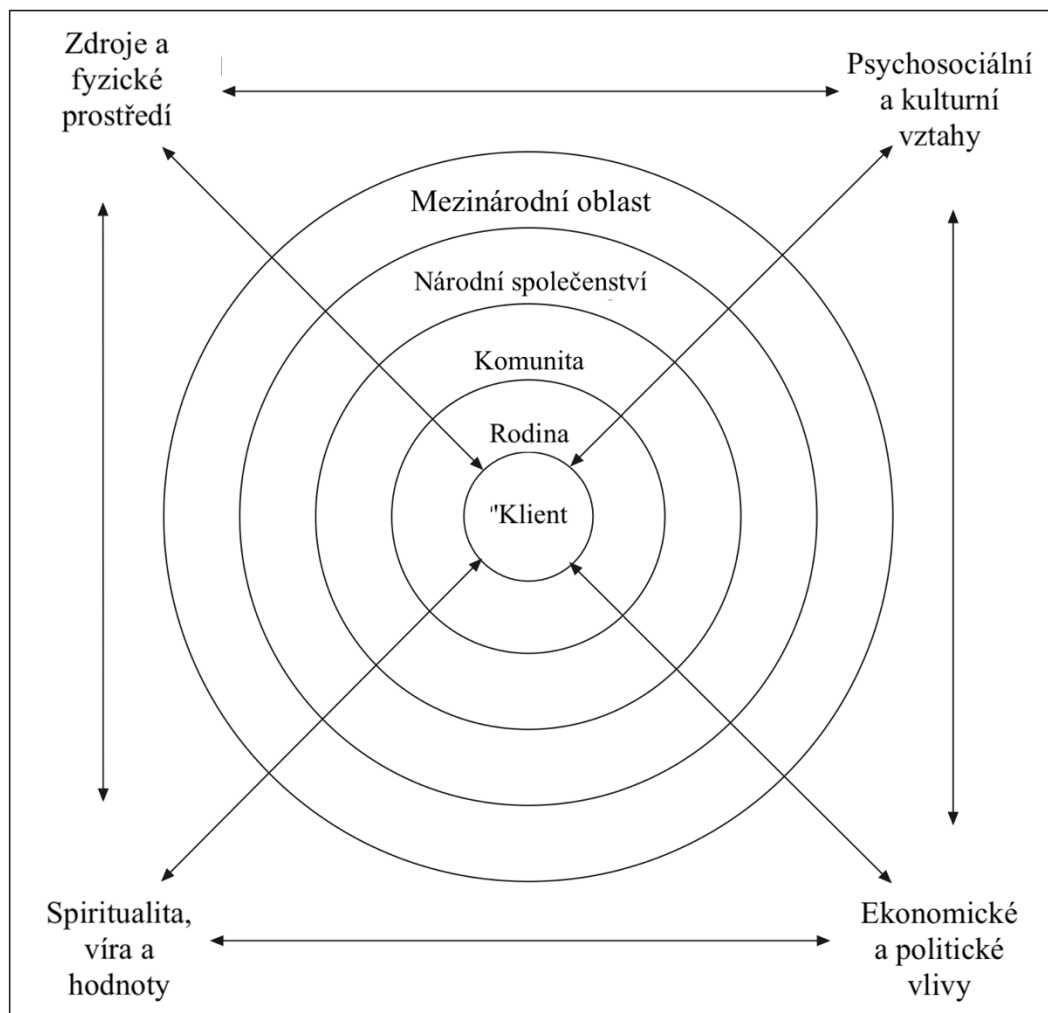 Zdroje a
fyzické
prostředí
Psychosociální
a kulturní
vztahy
Mezinárodní oblast
Národní společenství
Komunita
Rodina
"Klient
Spiritualita,
víra a
hodnoty
Ekonomické
a politické
vlivy